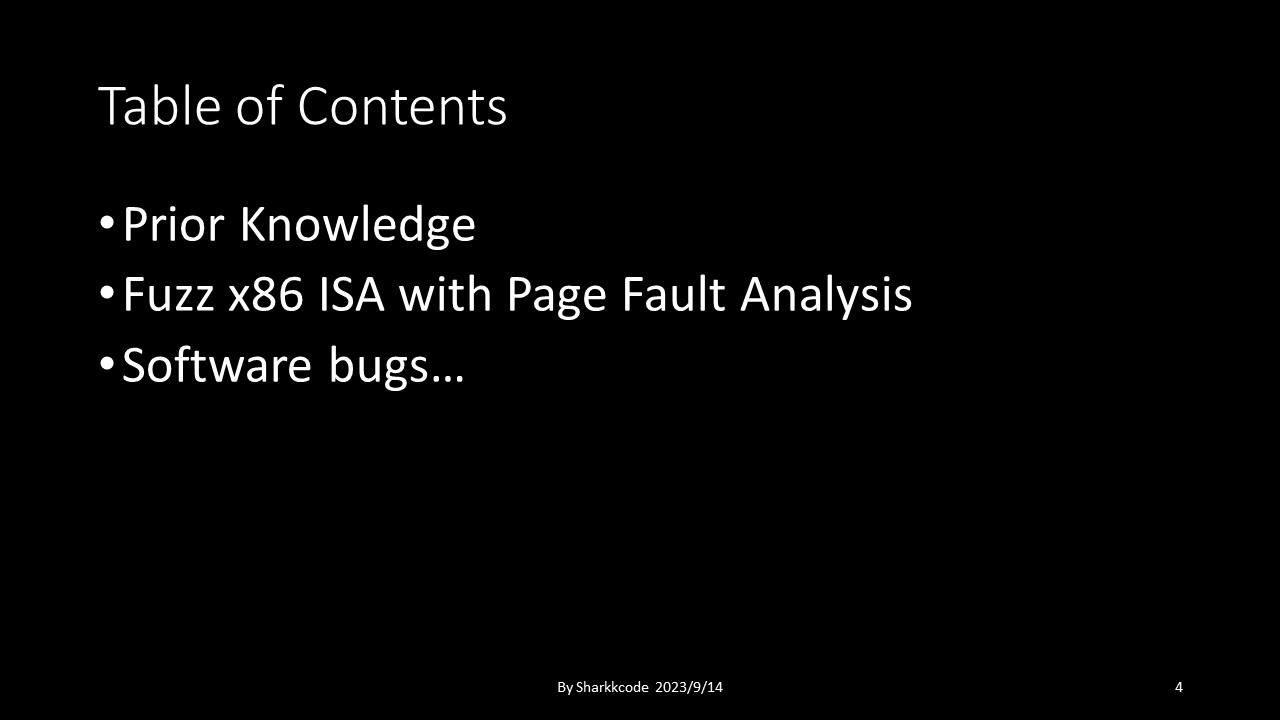 Table of Contents
•Prior Knowledge
•Fuzz x86 ISA with Page Fault Analysis
•Software bugs…
By Sharkkcode 2023/9/14
4